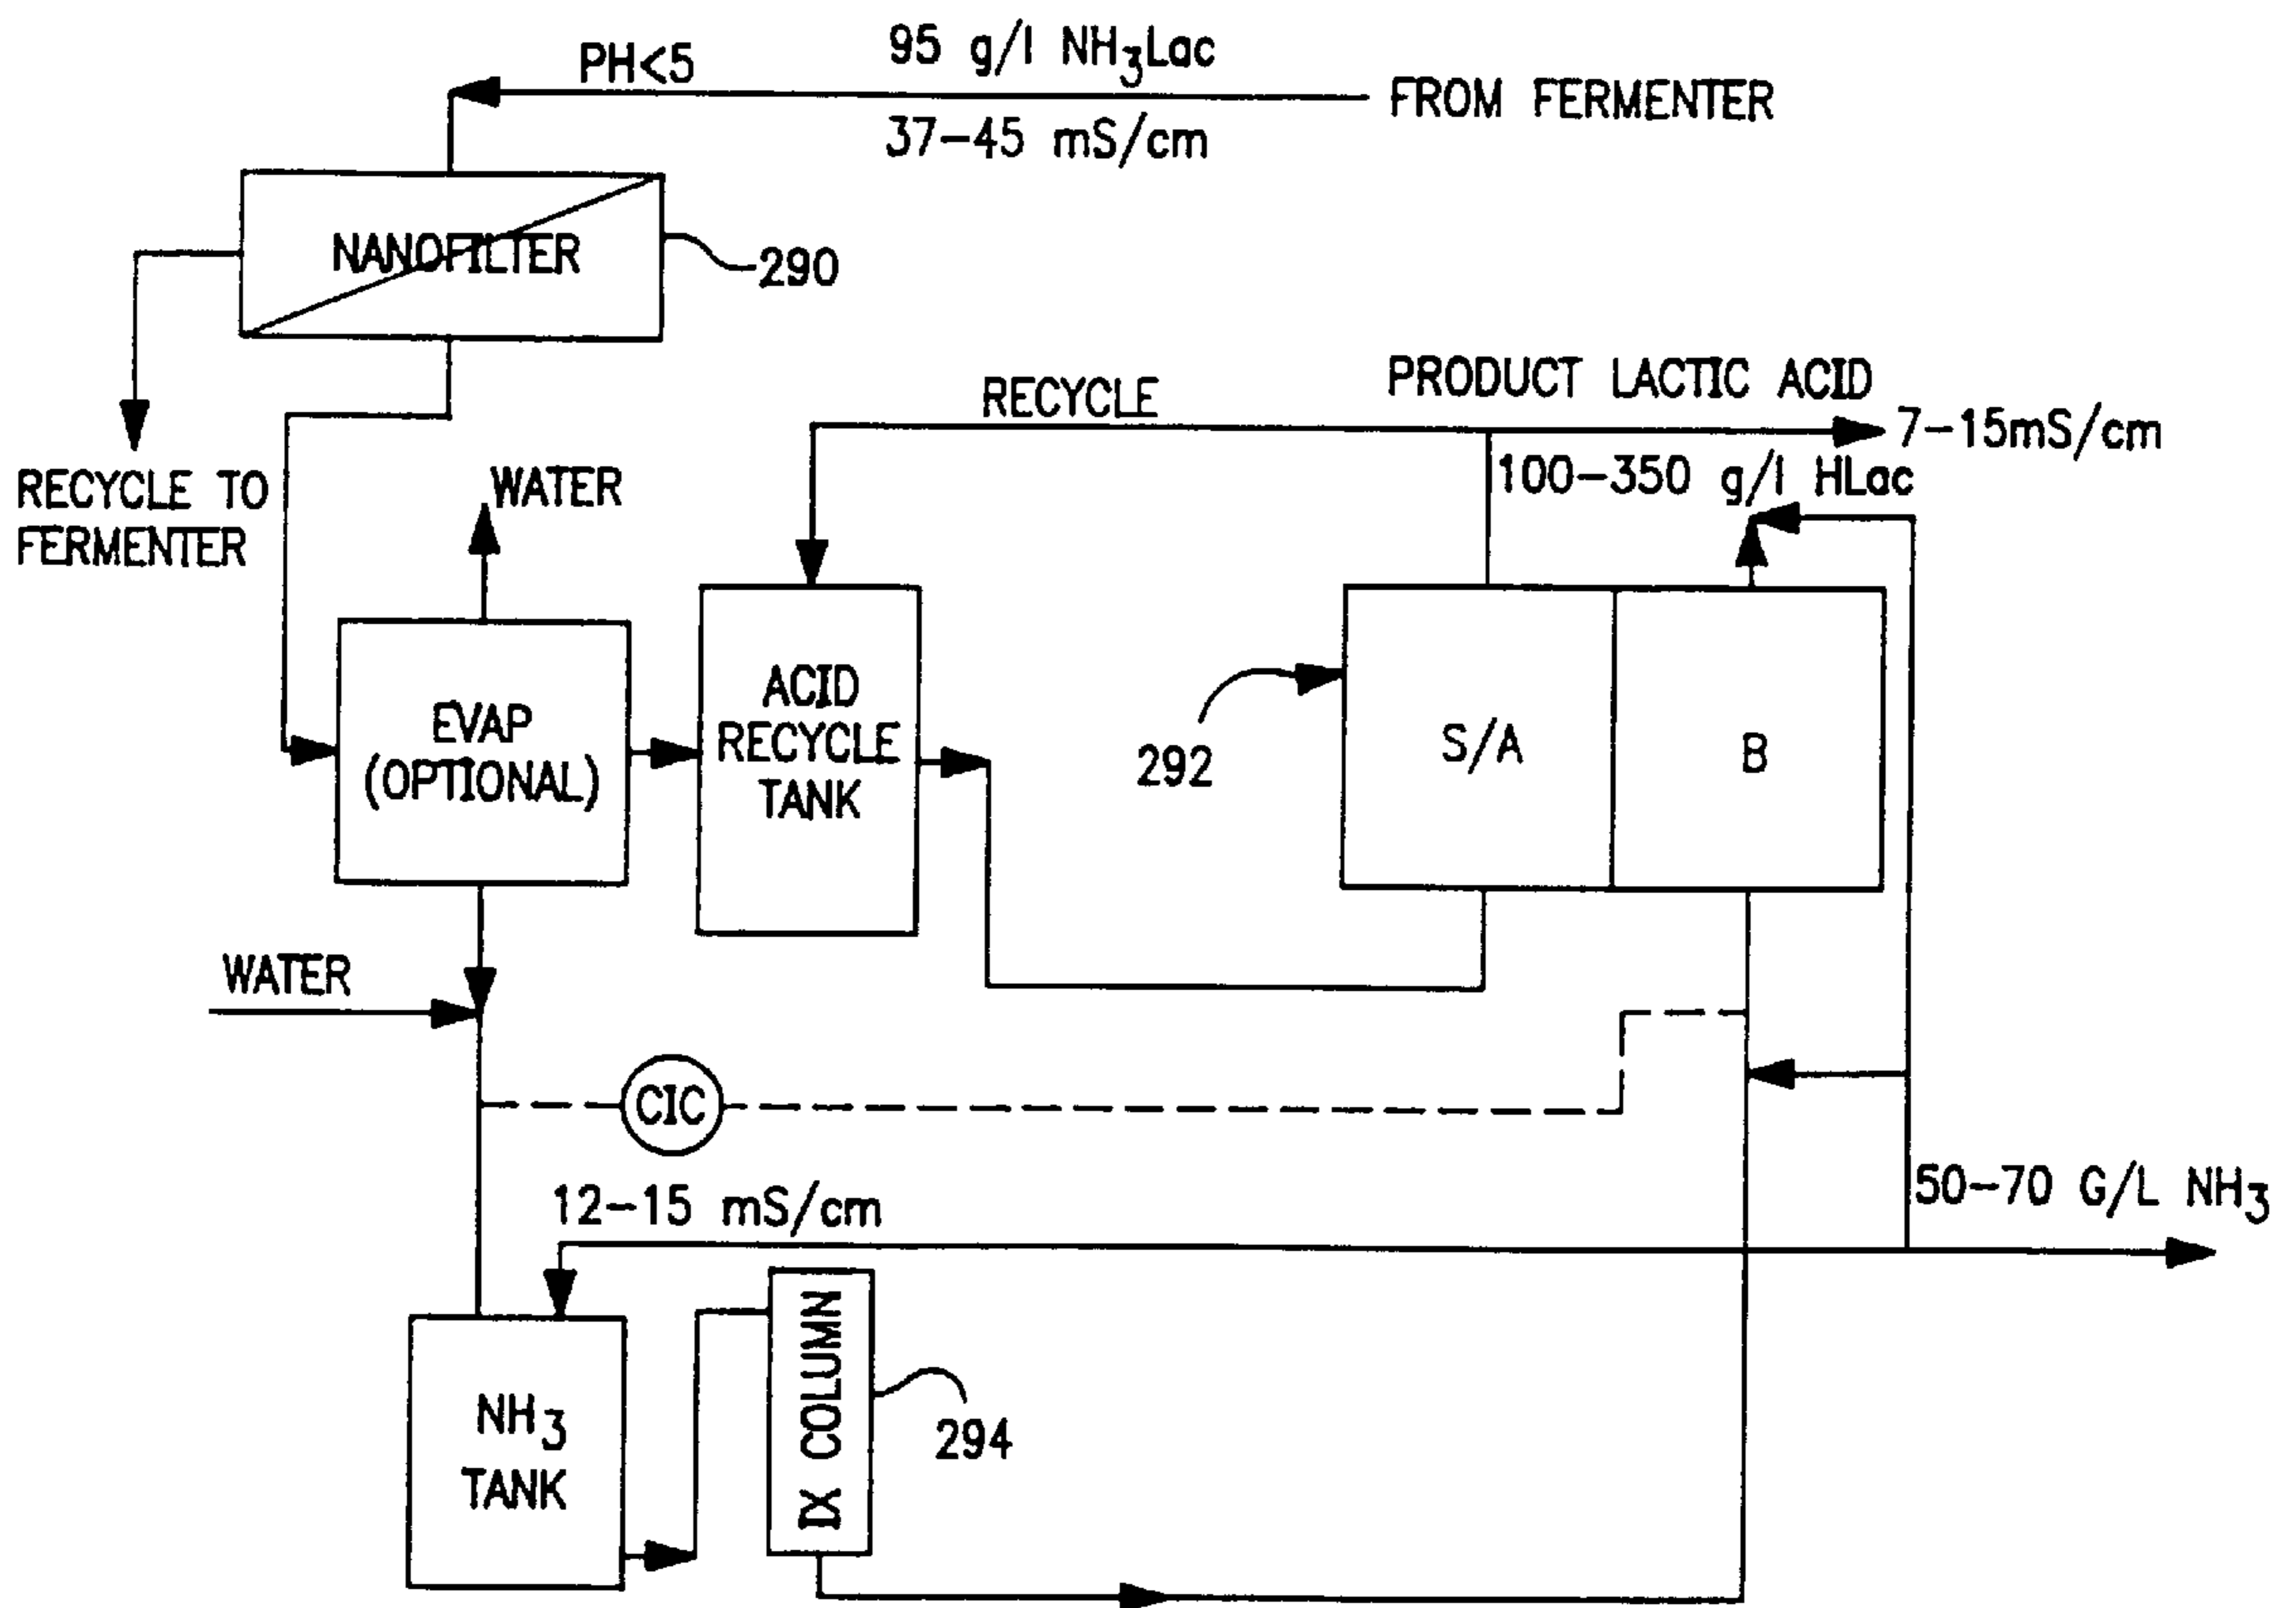 PH<5
95 g/l NH3Lac
FROM FERMENTER
37-45 mS/cm
NANOFILTER
290
RECYCLE TO
FERMENTER
WATER
RECYCLE
PRODUCT LACTIC ACID
7-15mS/cm
100-350 g/l HLac
EVAP
(OPTIONAL)
ACID
RECYCLE
TANK
292
S/A
B
WATER
CIC
12-15 mS/cm
50-70 G/L NH3
NH3
TANK
IX COLUMN
294